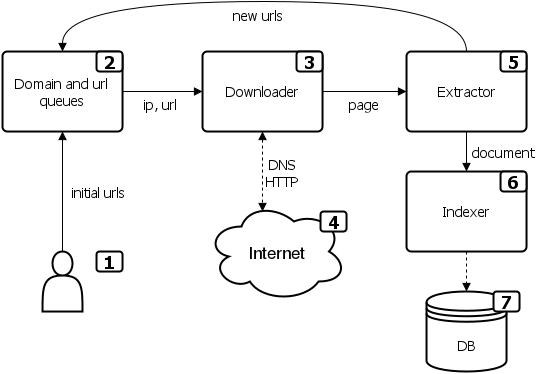 new urls
2
Domain and url
queues
ip, url
3
Downloader
page
5
Extractor
DNS
HTTP
document
initial urls
6
Indexer
4
Internet
1
7
DB